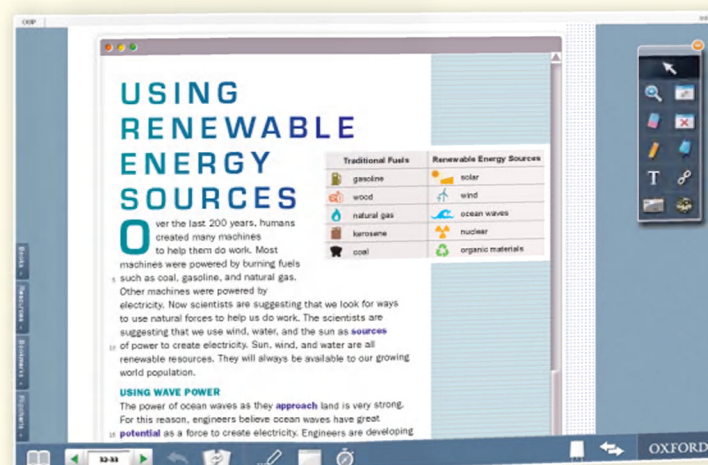 OUP
USING
RENEWABLE
ENERGY
SOURCES
Traditional Fuels Renewable Energy Sources
gasoline solar
wood wind
natural gas ocean waves
kerosene nuclear
coal organic materials
Over the last 200 years, humans
created many machines
to help them do work. Most
machines were powered by burning fuels
5 such as coal, gasoline, and natural gas.
Other machines were powered by
electricity. Now scientists are suggesting that we look for ways
to use natural forces to help us do work. The scientists are
suggesting that we use wind, water, and the sun as sources
10 of power to create electricity. Sun, wind, and water are all
renewable resources. They will always be available to our growing
world population.
USING WAVE POWER
The power of ocean waves as they approach land is very strong.
For this reason, engineers believe ocean waves have great
15 potential as a force to create electricity. Engineers are developing
Books
Resources
Bookmarks
Flipcharts
T
32-33
OXFORD